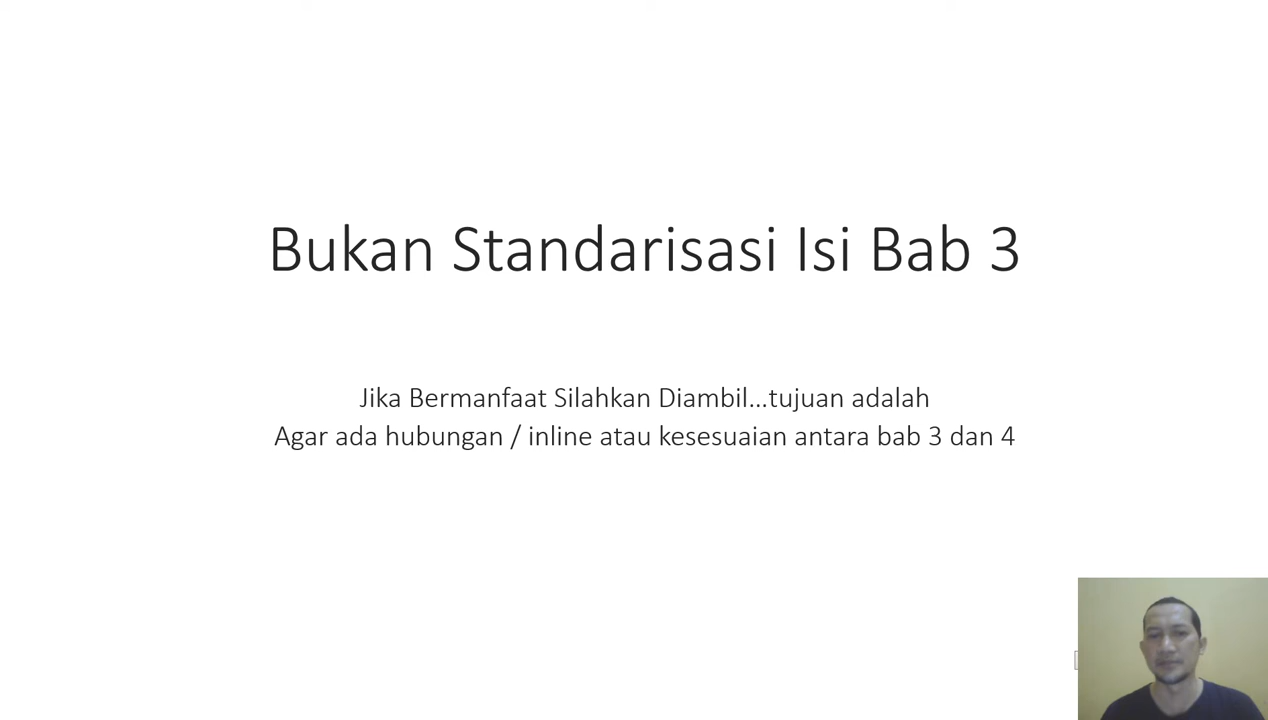 Bukan Standarisasi Isi Bab 3
Jika Bermanfaat Silahkan Diambil...tujuan adalah
Agar ada hubungan / inline atau kesesuaian antara bab 3 dan 4